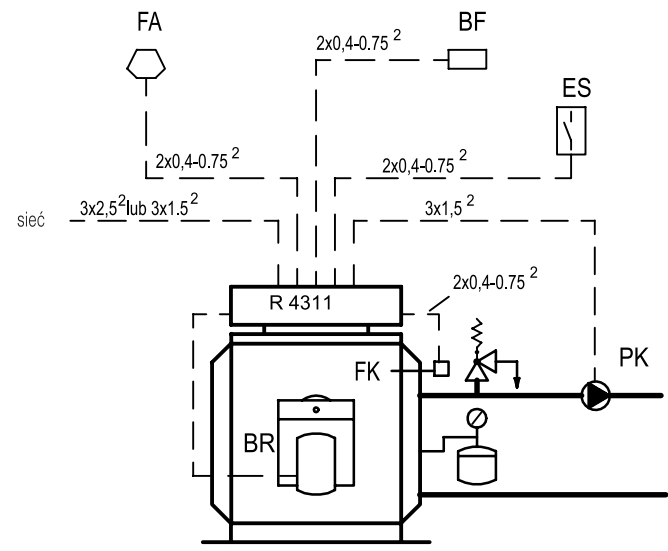 FA
BF
2x0,4-0.75 2
ES
2x0,4-0.75 2
2x0,4-0.75 2
sieć
3x2,5 2 lub 3x1.5 2
3x1,5 2
R 4311
2x0,4-0.75 2
FK
PK
BR